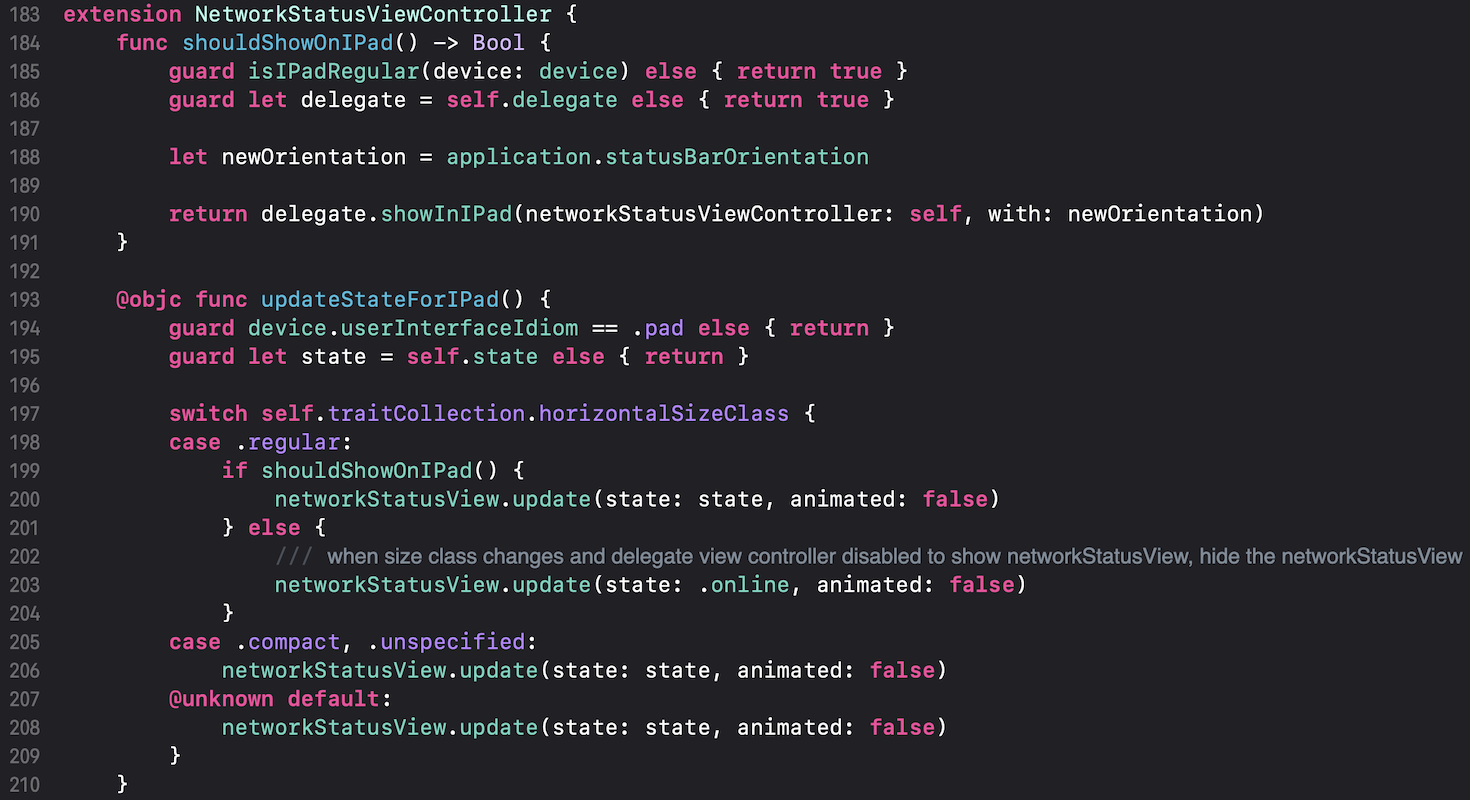 183 extension NetworkStatusViewController {
184     func shouldShowOnIPad() -> Bool {
185         guard isIPadRegular(device: device) else { return true }
186         guard let delegate = self.delegate else { return true }
187
188         let newOrientation = application.statusBarOrientation
189
190         return delegate.showInIPad(networkStatusViewController: self, with: newOrientation)
191     }
192
193     @objc func updateStateForIPad() {
194         guard device.userInterfaceIdiom == .pad else { return }
195         guard let state = self.state else { return }
196
197         switch self.traitCollection.horizontalSizeClass {
198         case .regular:
199             if shouldShowOnIPad() {
200                 networkStatusView.update(state: state, animated: false)
201             } else {
202                 /// when size class changes and delegate view controller disabled to show networkStatusView, hide the networkStatusView
203                 networkStatusView.update(state: .online, animated: false)
204             }
205         case .compact, .unspecified:
206             networkStatusView.update(state: state, animated: false)
207         @unknown default:
208             networkStatusView.update(state: state, animated: false)
209         }
210     }